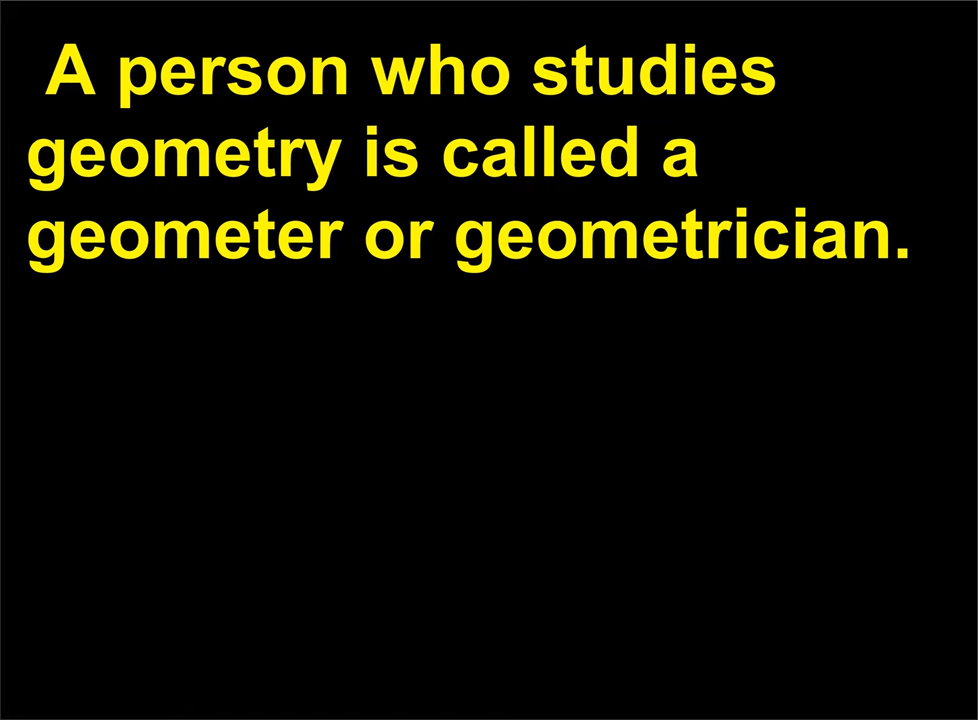 A person who studies
geometry is called a
geometer or geometrician.